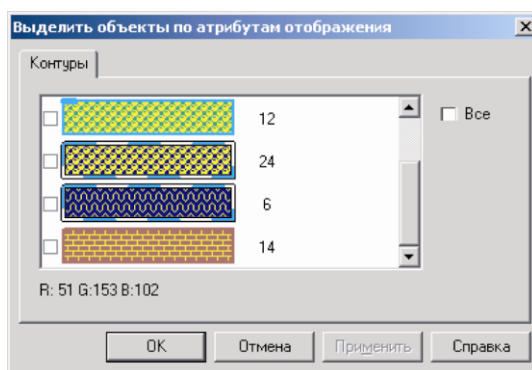 Выделить объекты по атрибутам отображения
Контуры
12
Все
24
6
14
R: 51 G:153 B:102
OK
Отмена
Применить
Справка